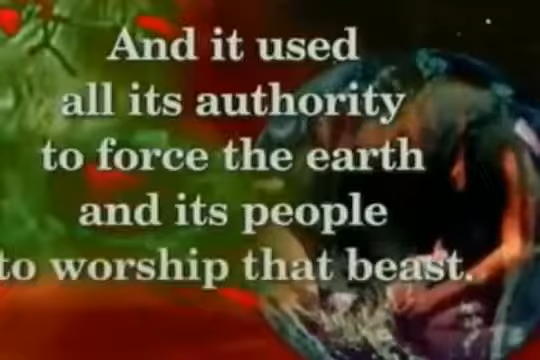 And it used
all its authority
to force the earth
and its people
to worship that beast.